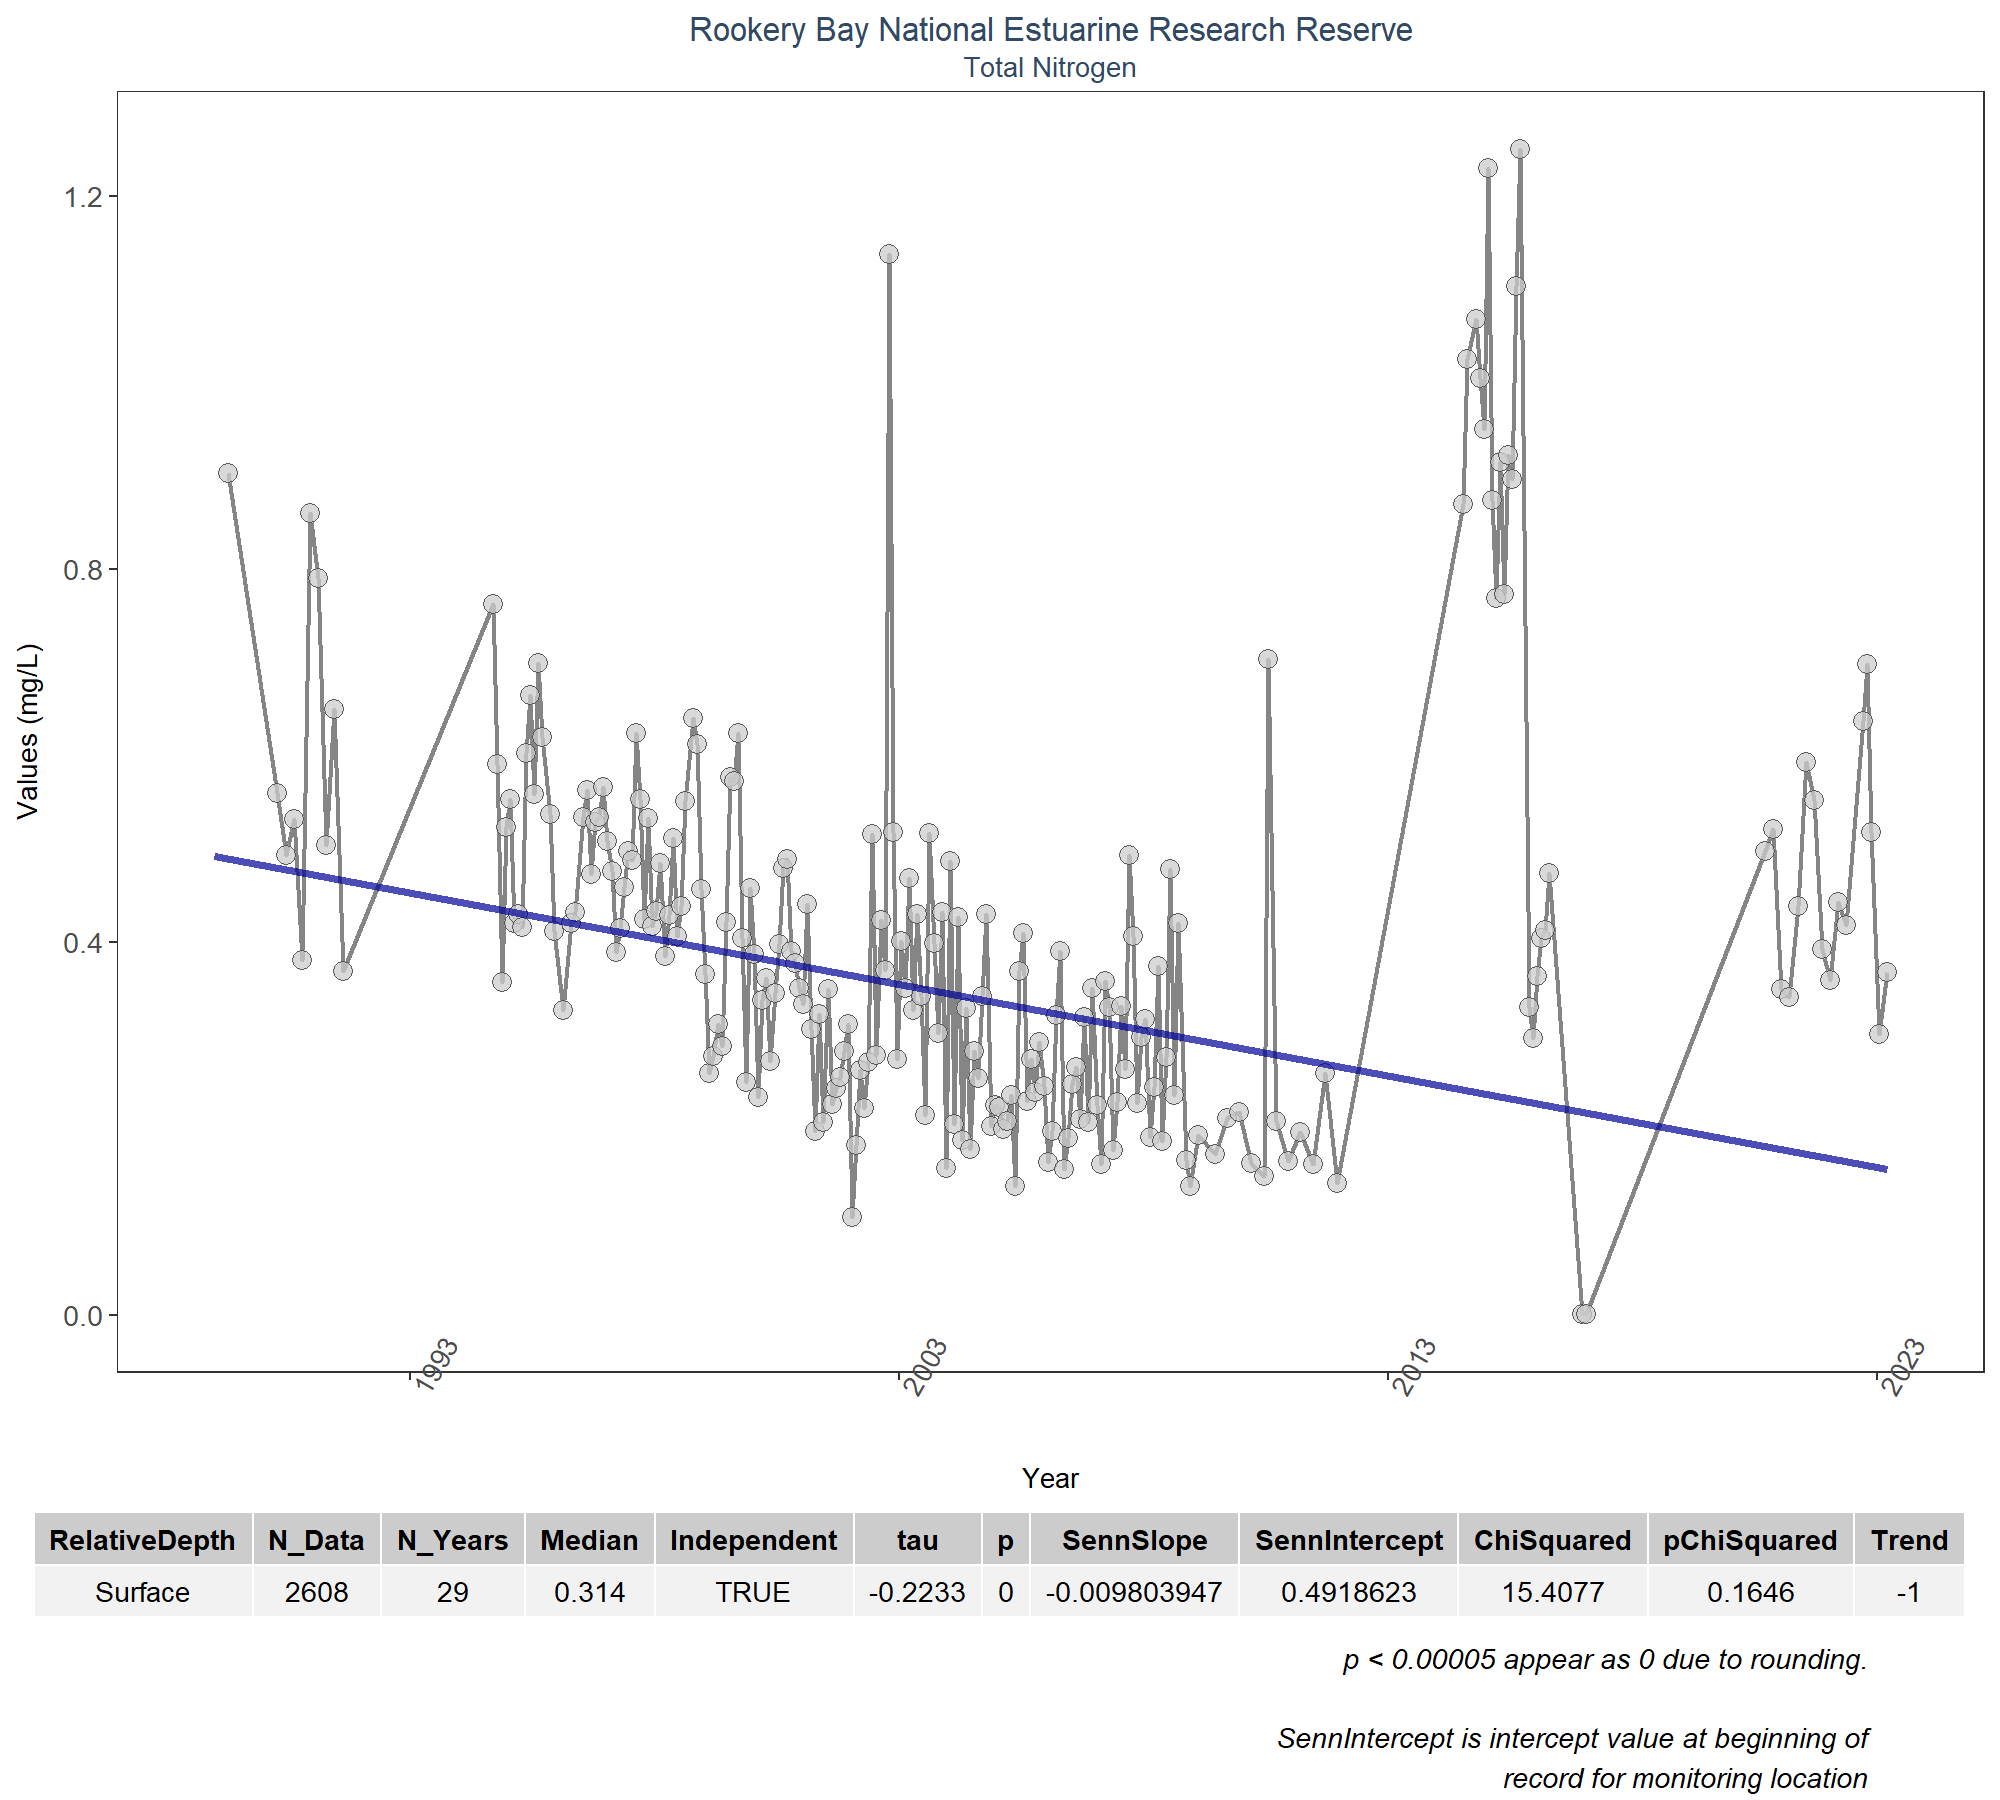 Rookery Bay National Estuarine Research Reserve
Total Nitrogen
Values (mg/L)
1.2
0.8
0.4
0.0
1993
2003
2013
2023
Year
RelativeDepth N_Data N_Years Median Independent tau p SennSlope SennIntercept ChiSquared pChiSquared Trend
Surface 2608 29 0.314 TRUE -0.2233 0 -0.009803947 0.4918623 15.4077 0.1646 -1
p < 0.00005 appear as 0 due to rounding.
SennIntercept is intercept value at beginning of
record for monitoring location